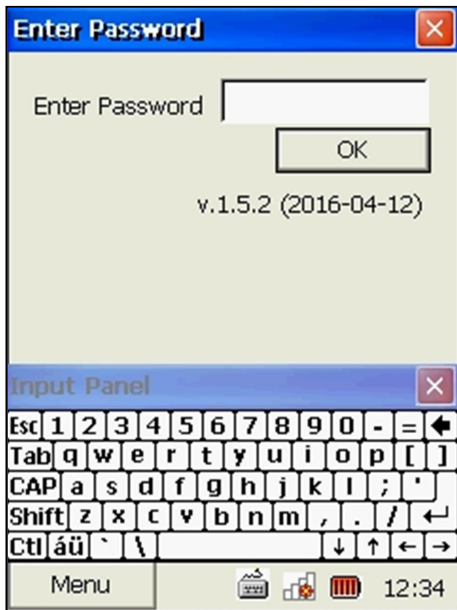 Enter Password
Enter Password
OK
v.1.5.2 (2016-04-12)
Input Panel
Esc 1 2 3 4 5 6 7 8 9 0 - = 🡄
Tab q w e r t y u i o p [ ]
CAP a s d f g h j k l ; '
Shift z x c v b n m , . / ↵
Ctl áü ` \ ↓ ↑ ← →
Menu 12:34